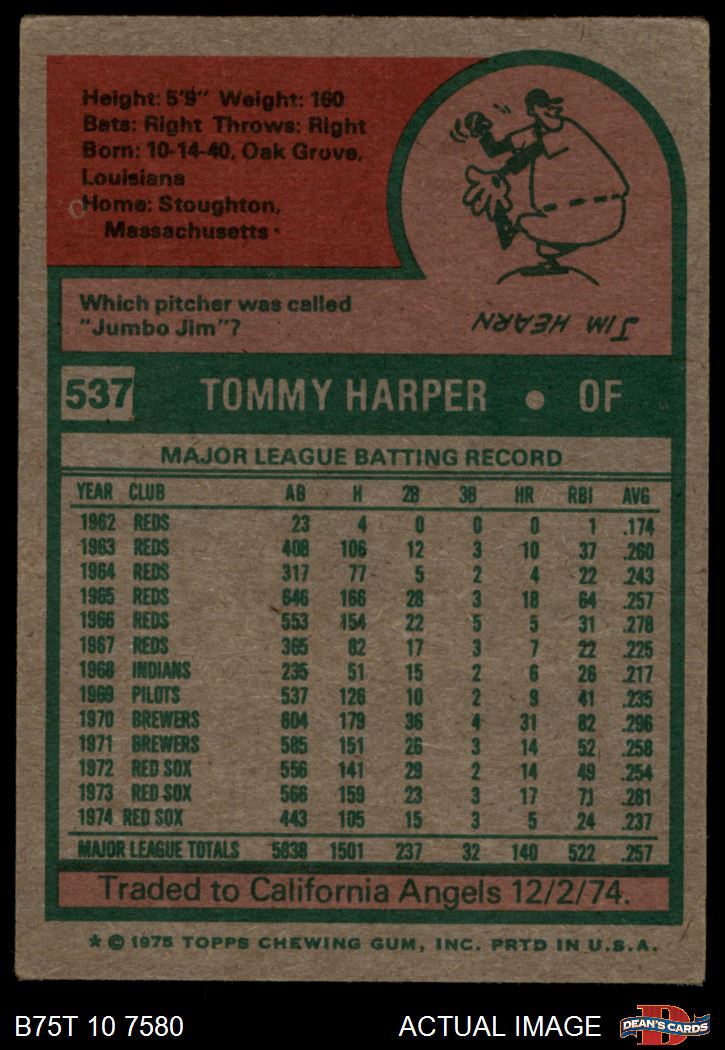 Height: 5'9" Weight: 160
Bats: Right Throws: Right
Born: 10-14-40, Oak Grove,
Louisiana
Home: Stoughton,
Massachusetts
Which pitcher was called
"Jumbo Jim"?
JIM HEARN
537 TOMMY HARPER • OF
MAJOR LEAGUE BATTING RECORD
YEAR CLUB AB H 2B 3B HR RBI AVG
1962 REDS 23 4 0 0 0 1 .174
1963 REDS 408 106 12 3 10 37 .260
1964 REDS 317 77 5 2 4 22 .243
1965 REDS 646 166 28 3 18 64 .257
1966 REDS 553 154 22 5 5 31 .278
1967 REDS 365 82 17 3 7 22 .225
1968 INDIANS 235 51 15 2 6 26 .217
1969 PILOTS 537 126 10 2 9 41 .235
1970 BREWERS 604 179 36 4 31 82 .296
1971 BREWERS 585 151 26 3 14 52 .258
1972 RED SOX 556 141 29 2 14 49 .254
1973 RED SOX 566 159 23 3 17 71 .281
1974 RED SOX 443 105 15 3 5 24 .237
MAJOR LEAGUE TOTALS 5838 1501 237 32 140 522 .257
Traded to California Angels 12/2/74.
* © 1975 TOPPS CHEWING GUM, INC. PRTD IN U.S.A.
B75T 10 7580 ACTUAL IMAGE DEAN'S CARDS